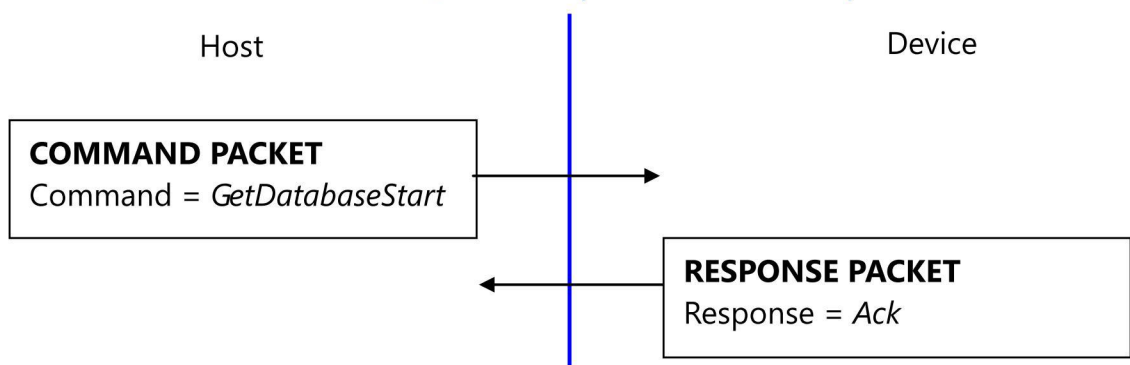 Host
Device
COMMAND PACKET
Command = GetDatabaseStart
RESPONSE PACKET
Response = Ack